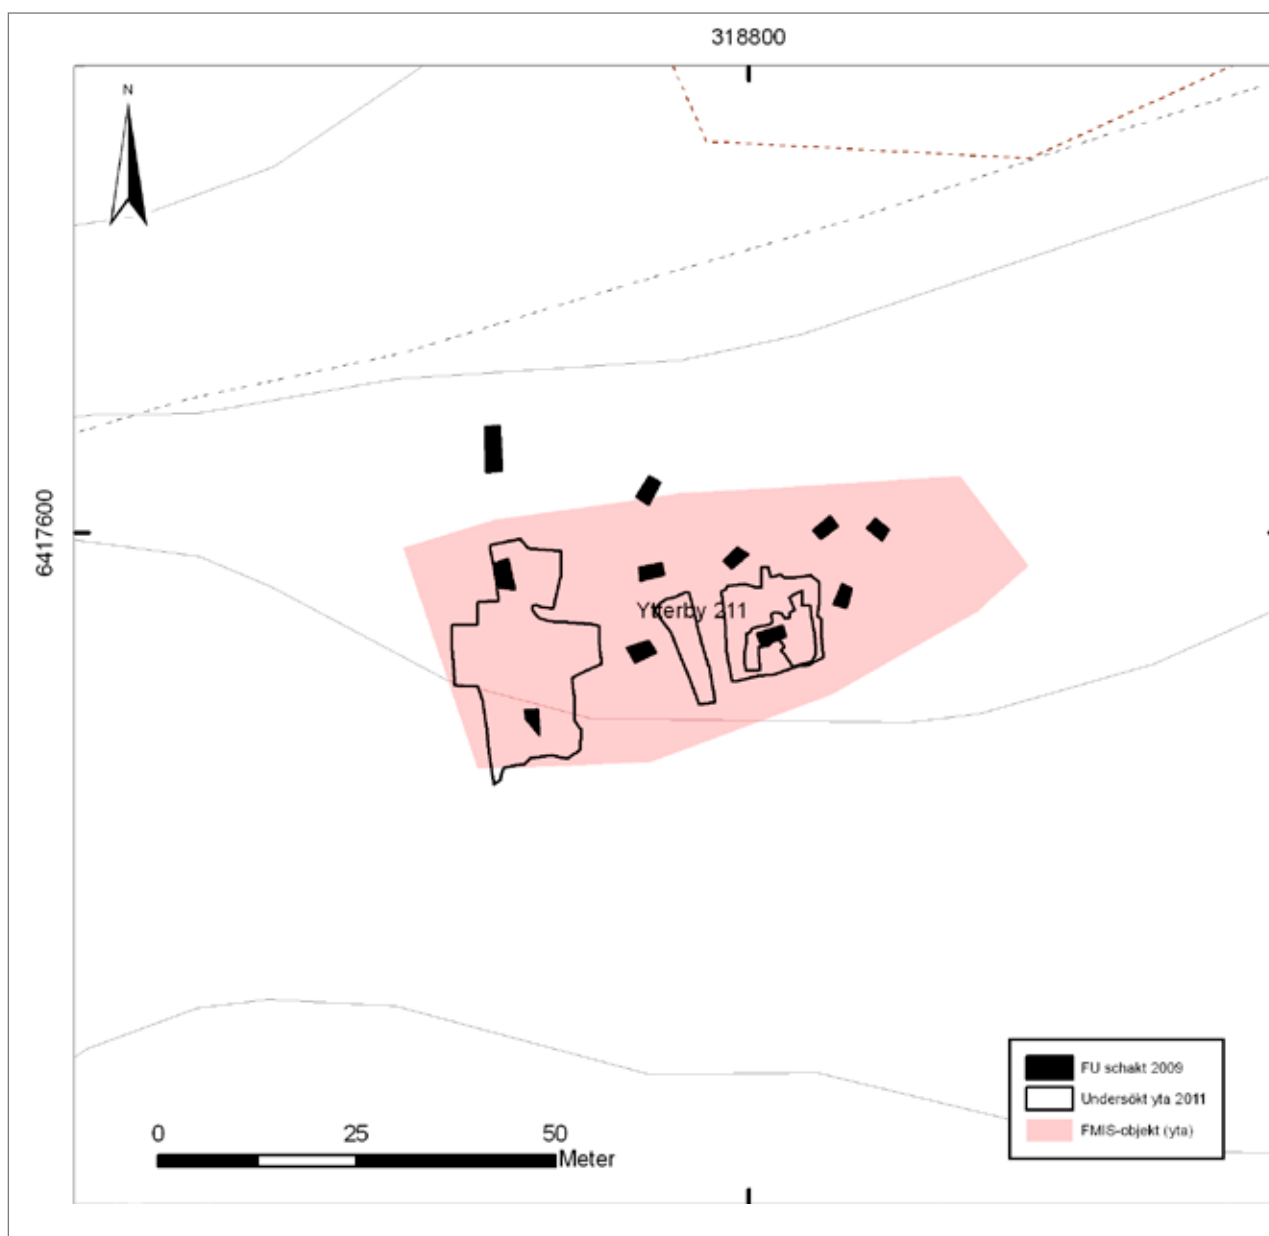 318800
N
6417600
Ytterby 211
FU schakt 2009
Undersökt yta 2011
FMIS-objekt (yta)
0 25 50
Meter